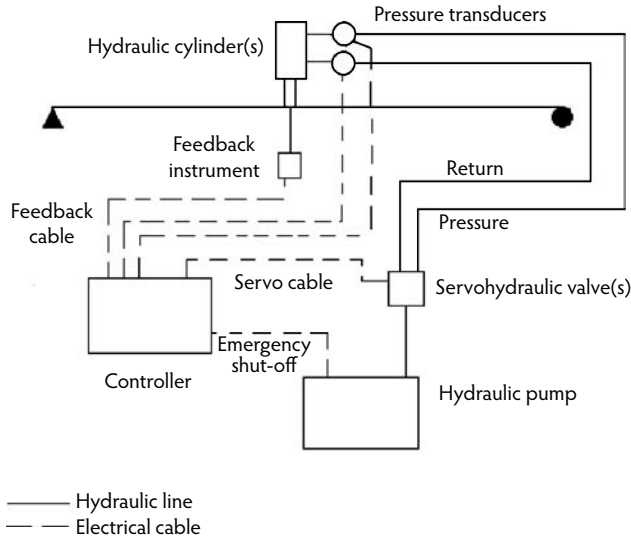 Pressure transducers
Hydraulic cylinder(s)
Feedback
instrument
Return
Feedback
cable
Pressure
Servo cable
Servohydraulic valve(s)
Emergency
shut-off
Controller
Hydraulic pump
Hydraulic line
Electrical cable